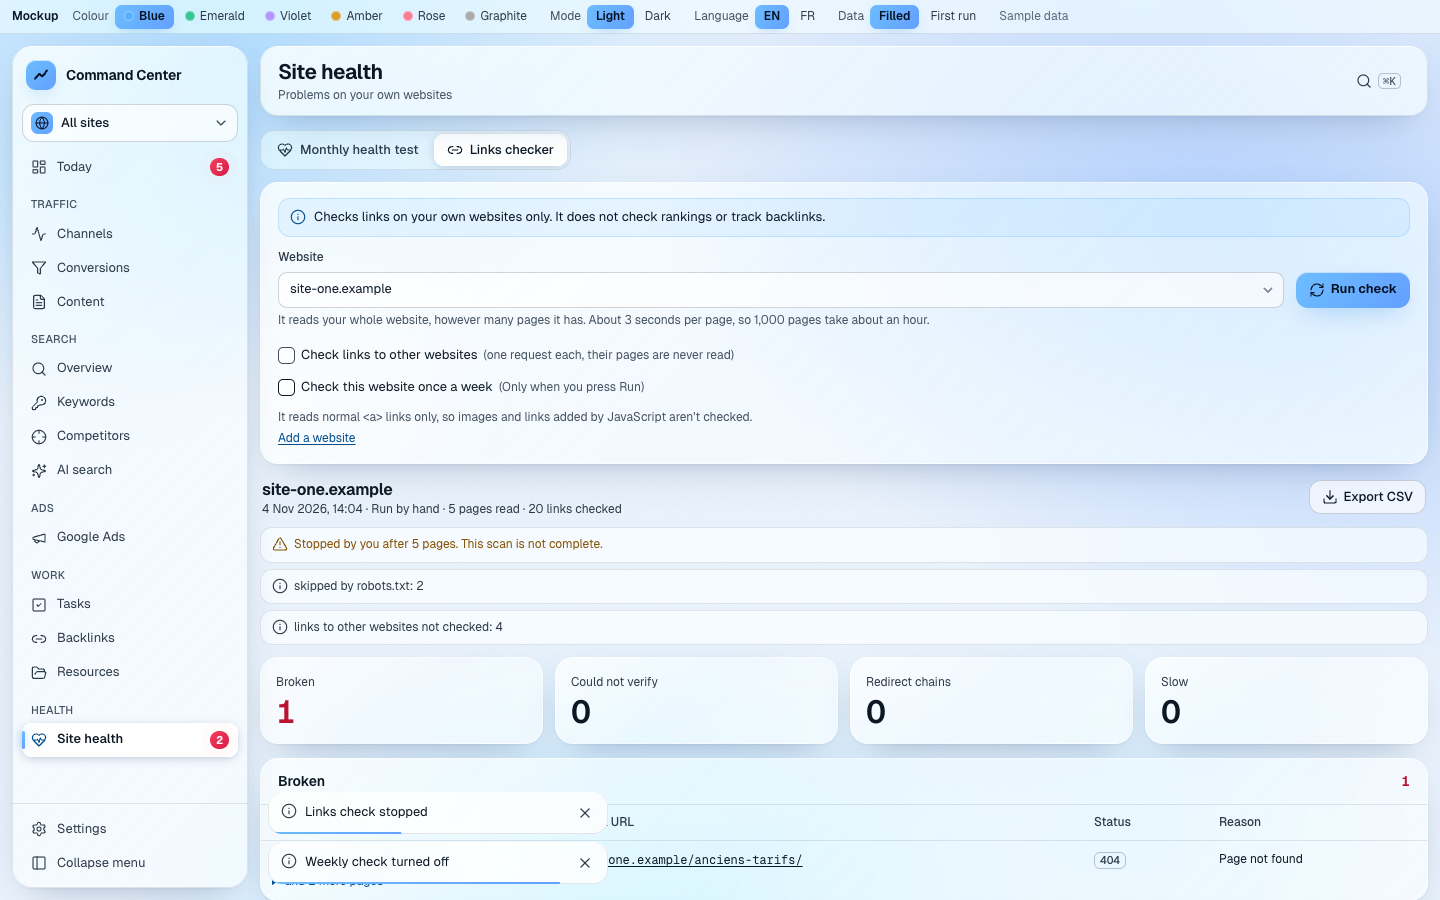 Mockup Colour Blue Emerald Violet Amber Rose Graphite Mode Light Dark Language EN FR Data Filled First run Sample data
Command Center
All sites
Today 5
TRAFFIC
Channels
Conversions
Content
SEARCH
Overview
Keywords
Competitors
AI search
ADS
Google Ads
WORK
Tasks
Backlinks
Resources
HEALTH
Site health 2
Settings
Collapse menu
Site health
Problems on your own websites
⌘K
Monthly health test Links checker
Checks links on your own websites only. It does not check rankings or track backlinks.
Website
site-one.example
Run check
It reads your whole website, however many pages it has. About 3 seconds per page, so 1,000 pages take about an hour.
Check links to other websites (one request each, their pages are never read)
Check this website once a week (Only when you press Run)
It reads normal <a> links only, so images and links added by JavaScript aren't checked.
Add a website
site-one.example
4 Nov 2026, 14:04 · Run by hand · 5 pages read · 20 links checked
Export CSV
Stopped by you after 5 pages. This scan is not complete.
skipped by robots.txt: 2
links to other websites not checked: 4
Broken
1
Could not verify
0
Redirect chains
0
Slow
0
Broken 1
URL Status Reason
one.example/anciens-tarifs/ 404 Page not found
Links check stopped
Weekly check turned off